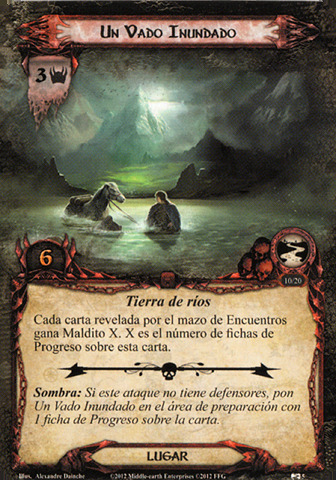 Un Vado Inundado
3
6
10/20
Tierra de ríos
Cada carta revelada por el mazo de Encuentros
gana Maldito X. X es el número de fichas de
Progreso sobre esta carta.
Sombra: Si este ataque no tiene defensores, pon
Un Vado Inundado en el área de preparación con
1 ficha de Progreso sobre la carta.
LUGAR
Illus. Alexandre Dainche ©2012 Middle-earth Enterprises ©2012 FFG 5